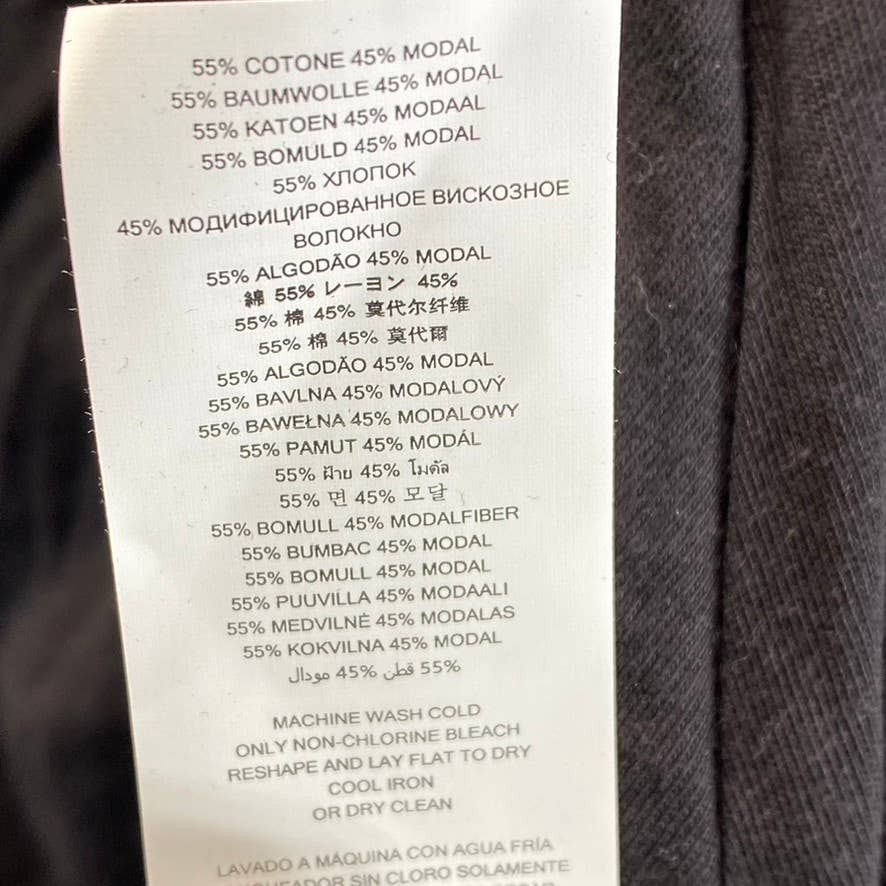 55% COTONE 45% MODAL
55% BAUMWOLLE 45% MODAL
55% KATOEN 45% MODAAL
55% BOMULD 45% MODAL
55% ХЛОПОК
45% МОДИФИЦИРОВАННОЕ ВИСКОЗНОЕ
ВОЛОКНО
55% ALGODÃO 45% MODAL
綿 55% レーヨン 45%
55% 棉 45% 莫代尔纤维
55% 棉 45% 莫代爾
55% ALGODÃO 45% MODAL
55% BAVLNA 45% MODALOVÝ
55% BAWEŁNA 45% MODALOWY
55% PAMUT 45% MODÁL
55% ฝ้าย 45% โมดัล
55% 면 45% 모달
55% BOMULL 45% MODALFIBER
55% BUMBAC 45% MODAL
55% BOMULL 45% MODAL
55% PUUVILLA 45% MODAALI
55% MEDVILNĖ 45% MODALAS
55% KOKVILNA 45% MODAL
55% قطن 45% مودال
MACHINE WASH COLD
ONLY NON-CHLORINE BLEACH
RESHAPE AND LAY FLAT TO DRY
COOL IRON
OR DRY CLEAN
LAVADO A MÁQUINA CON AGUA FRÍA
SIN CLORO SOLAMENTE